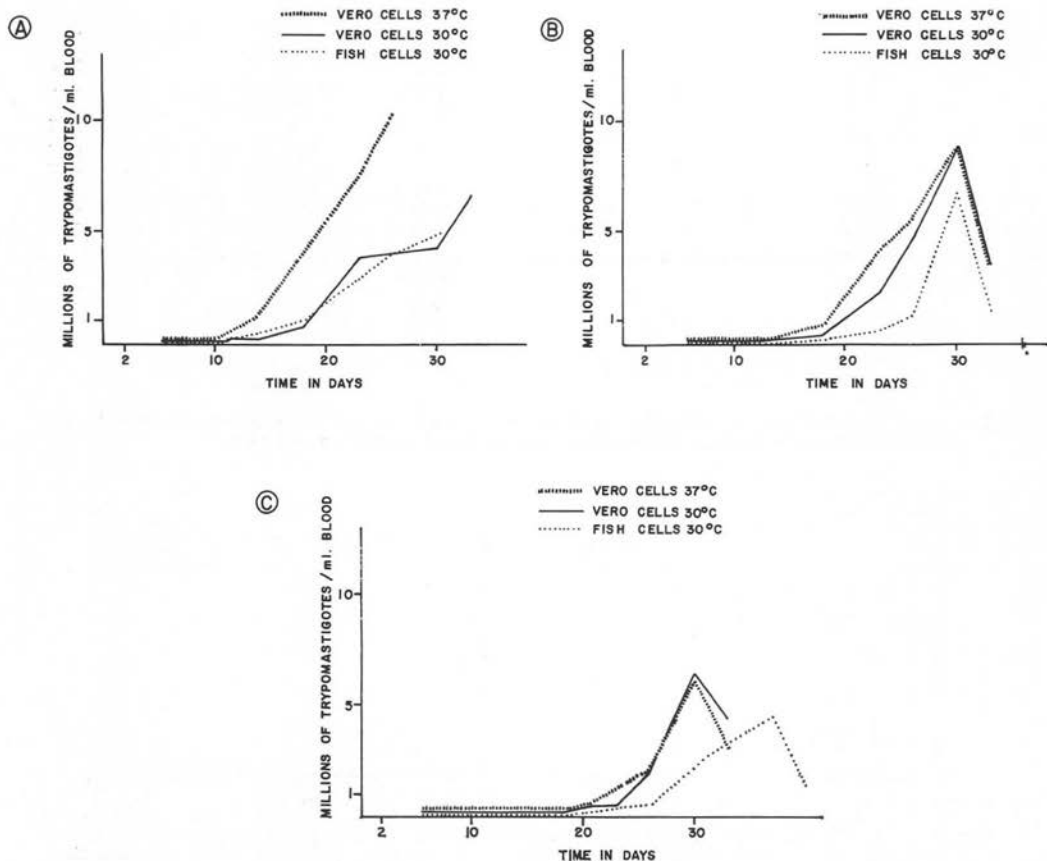 A
VERO CELLS 37°C
VERO CELLS 30°C
FISH CELLS 30°C
MILLIONS OF TRYPOMASTIGOTES/ml. BLOOD
10
5
1
2
10
20
30
TIME IN DAYS
B
VERO CELLS 37°C
VERO CELLS 30°C
FISH CELLS 30°C
MILLIONS OF TRYPOMASTIGOTES/ml. BLOOD
10
5
1
2
10
20
30
TIME IN DAYS
C
VERO CELLS 37°C
VERO CELLS 30°C
FISH CELLS 30°C
MILLIONS OF TRYPOMASTIGOTES/ml. BLOOD
10
5
1
2
10
20
30
TIME IN DAYS